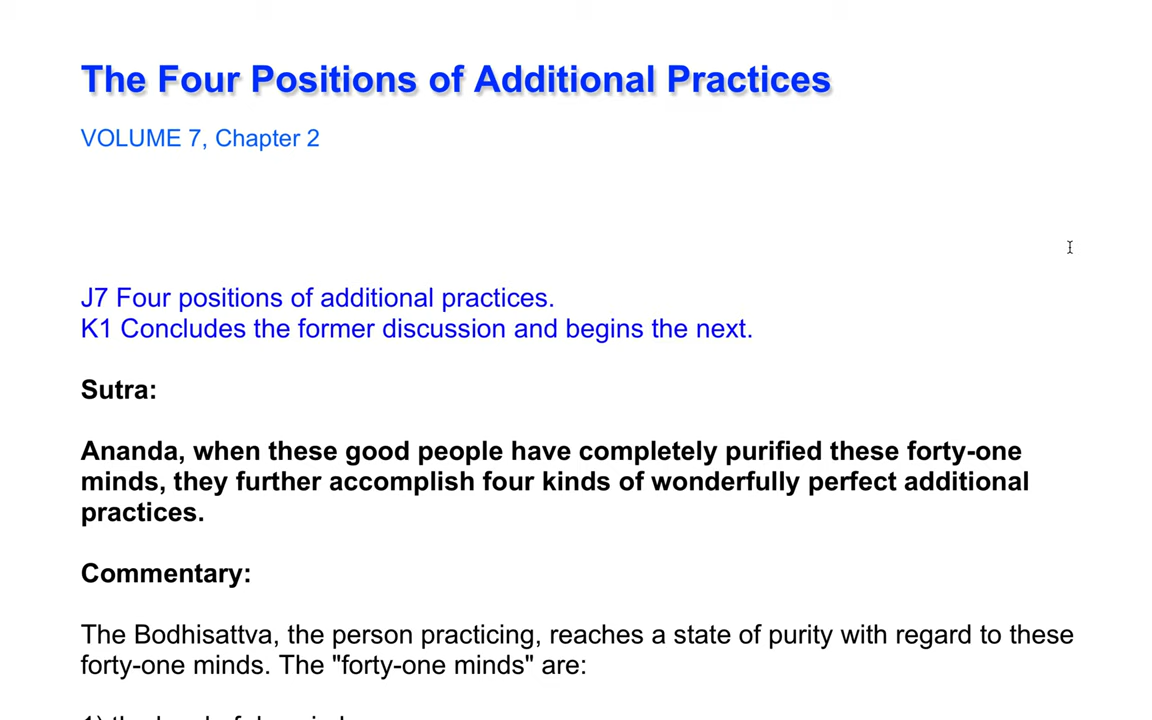 The Four Positions of Additional Practices
VOLUME 7, Chapter 2
J7 Four positions of additional practices.
K1 Concludes the former discussion and begins the next.
Sutra:
Ananda, when these good people have completely purified these forty-one
minds, they further accomplish four kinds of wonderfully perfect additional
practices.
Commentary:
The Bodhisattva, the person practicing, reaches a state of purity with regard to these
forty-one minds. The "forty-one minds" are: